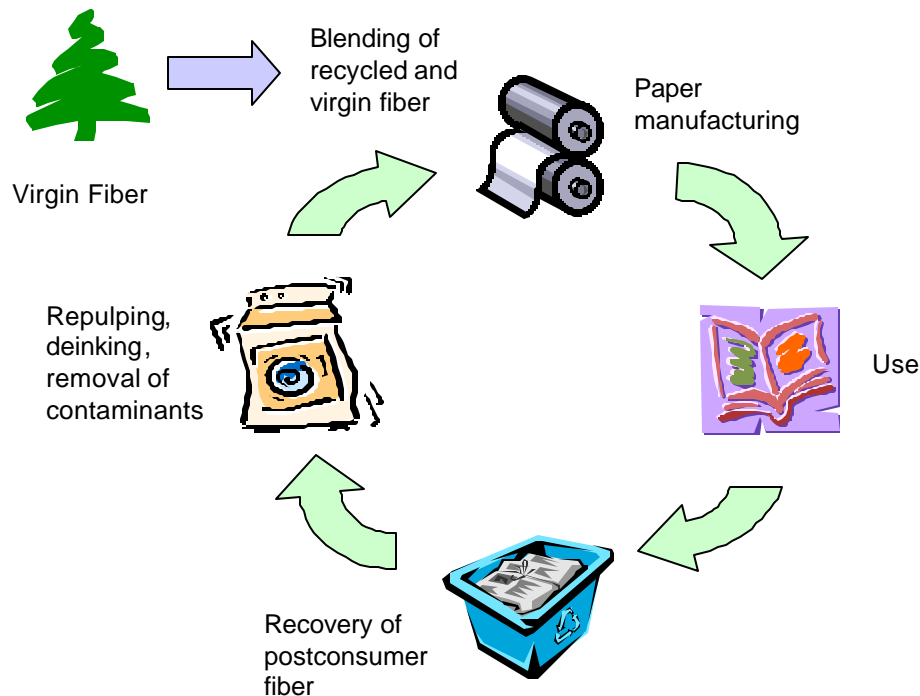 Blending of
recycled and
virgin fiber
Paper
manufacturing
Virgin Fiber
Repulping,
deinking,
removal of
contaminants
Use
Recovery of
postconsumer
fiber